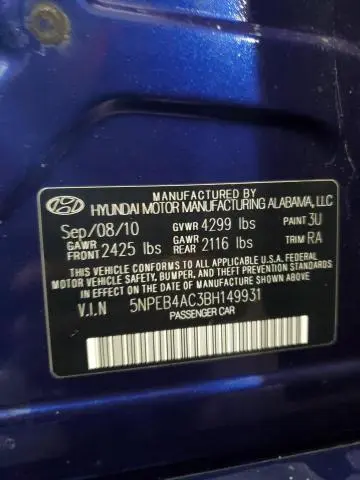 MANUFACTURED BY
HYUNDAI MOTOR MANUFACTURING ALABAMA, LLC
Sep/08/10 GVWR 4299 lbs PAINT 3U
GAWR FRONT 2425 lbs GAWR REAR 2116 lbs TRIM RA
THIS VEHICLE CONFORMS TO ALL APPLICABLE U.S.A. FEDERAL
MOTOR VEHICLE SAFETY, BUMPER, AND THEFT PREVENTION STANDARDS
IN EFFECT ON THE DATE OF MANUFACTURE SHOWN ABOVE.
V.I.N 5NPEB4AC3BH149931
PASSENGER CAR